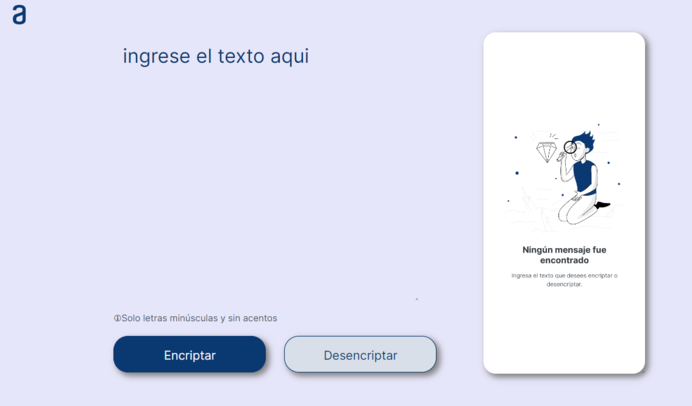 a
ingrese el texto aqui
①Solo letras minúsculas y sin acentos
Encriptar
Desencriptar
Ningún mensaje fue
encontrado
Ingresa el texto que desees encriptar o
desencriptar.